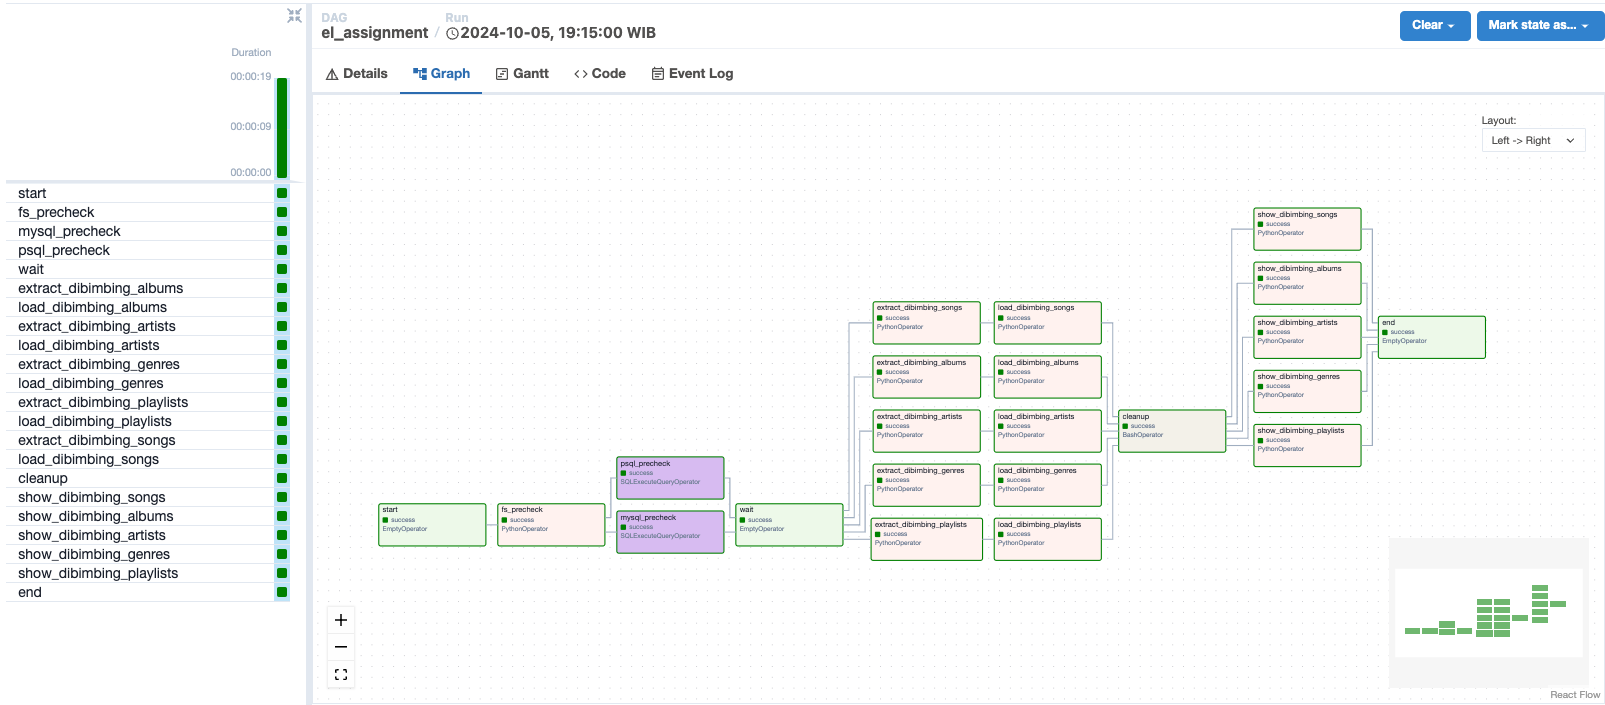 DAG
el_assignment
/
Run
2024-10-05, 19:15:00 WIB
Clear
Mark state as...
Details
Graph
Gantt
Code
Event Log
Duration
00:00:19
00:00:09
00:00:00
start
fs_precheck
mysql_precheck
psql_precheck
wait
extract_dibimbing_albums
load_dibimbing_albums
extract_dibimbing_artists
load_dibimbing_artists
extract_dibimbing_genres
load_dibimbing_genres
extract_dibimbing_playlists
load_dibimbing_playlists
extract_dibimbing_songs
load_dibimbing_songs
cleanup
show_dibimbing_songs
show_dibimbing_albums
show_dibimbing_artists
show_dibimbing_genres
show_dibimbing_playlists
end
Layout:
Left -> Right
start
success
EmptyOperator
fs_precheck
success
PythonOperator
psql_precheck
success
SQLExecuteQueryOperator
mysql_precheck
success
SQLExecuteQueryOperator
wait
success
EmptyOperator
extract_dibimbing_songs
success
PythonOperator
extract_dibimbing_albums
success
PythonOperator
extract_dibimbing_artists
success
PythonOperator
extract_dibimbing_genres
success
PythonOperator
extract_dibimbing_playlists
success
PythonOperator
load_dibimbing_songs
success
PythonOperator
load_dibimbing_albums
success
PythonOperator
load_dibimbing_artists
success
PythonOperator
load_dibimbing_genres
success
PythonOperator
load_dibimbing_playlists
success
PythonOperator
cleanup
success
BashOperator
show_dibimbing_songs
success
PythonOperator
show_dibimbing_albums
success
PythonOperator
show_dibimbing_artists
success
PythonOperator
show_dibimbing_genres
success
PythonOperator
show_dibimbing_playlists
success
PythonOperator
end
success
EmptyOperator
React Flow